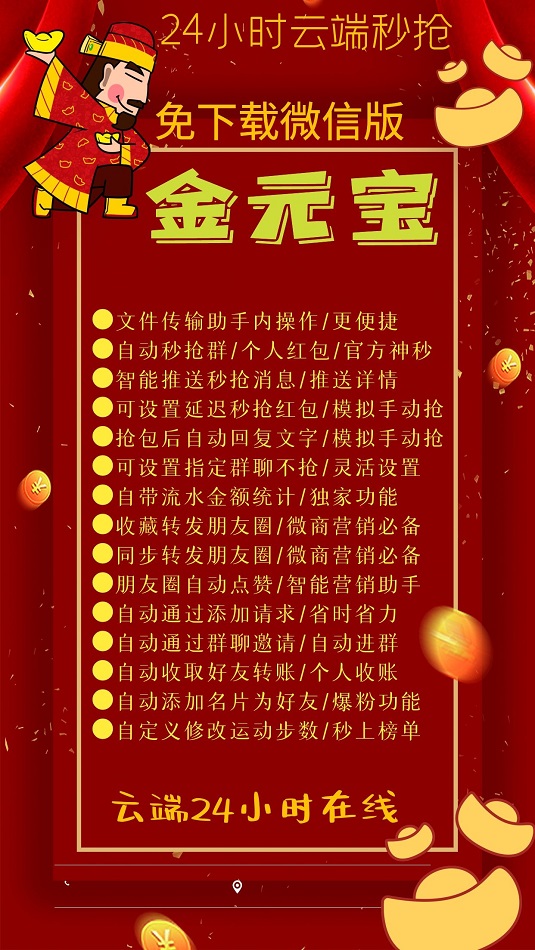 24小时云端秒抢
免下载微信版
金元宝
文件传输助手内操作/更便捷
自动秒抢群/个人红包/官方神秒
智能推送秒抢消息/推送详情
可设置延迟秒抢红包/模拟手动抢
抢包后自动回复文字/模拟手动抢
可设置指定群聊不抢/灵活设置
自带流水金额统计/独家功能
收藏转发朋友圈/微商营销必备
同步转发朋友圈/微商营销必备
朋友圈自动点赞/智能营销助手
自动通过添加请求/省时省力
自动通过群聊邀请/自动进群
自动收取好友转账/个人收账
自动添加名片为好友/爆粉功能
自定义修改运动步数/秒上榜单
云端24小时在线